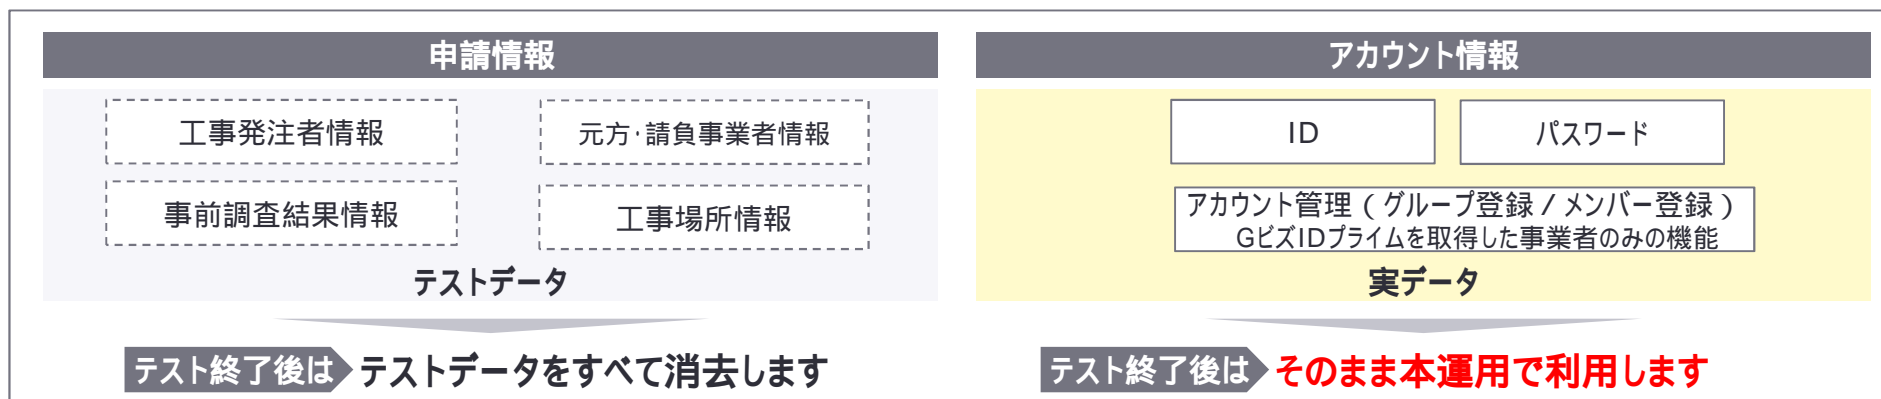 申請情報
工事発注者情報
元方・請負事業者情報
事前調査結果情報
工事場所情報
テストデータ
テスト終了後は
テストデータをすべて消去します
アカウント情報
ID
パスワード
アカウント管理(グループ登録/メンバー登録)
GビズIDプライムを取得した事業者のみの機能
実データ
テスト終了後は
そのまま本運用で利用します